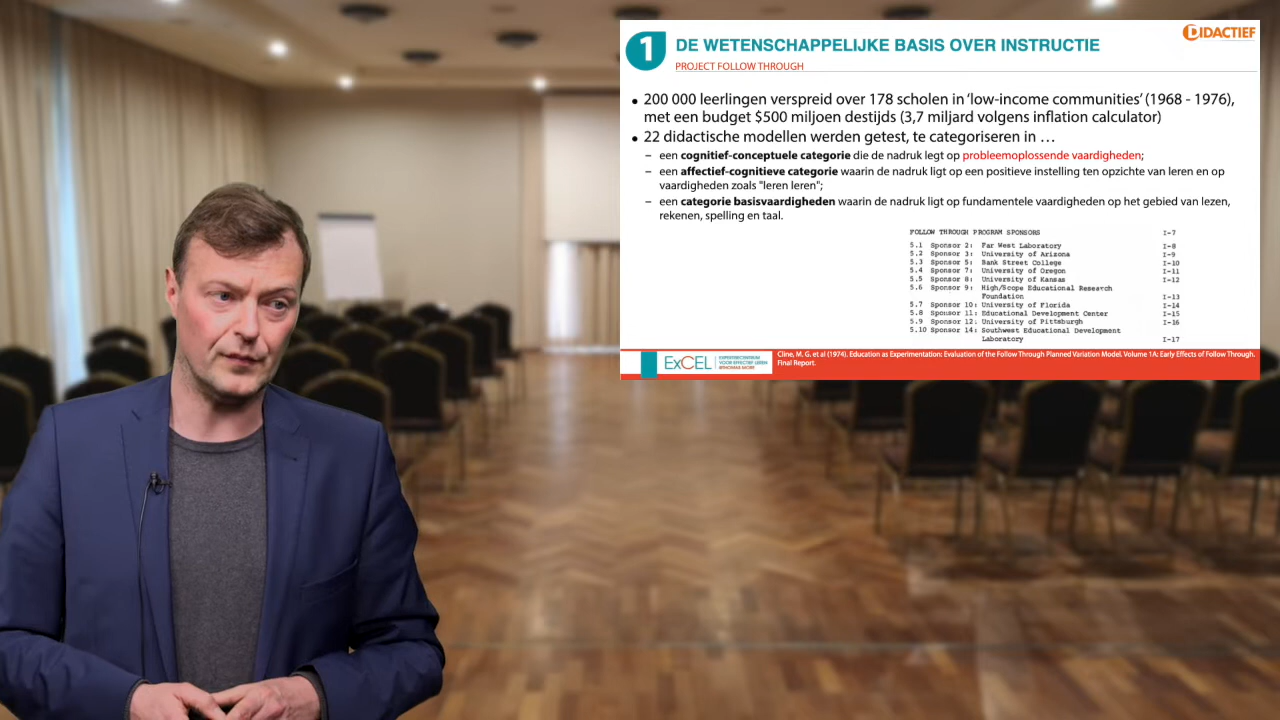 DIDACTIEF
1 DE WETENSCHAPPELIJKE BASIS OVER INSTRUCTIE
PROJECT FOLLOW THROUGH
• 200 000 leerlingen verspreid over 178 scholen in ‘low-income communities’ (1968 - 1976),
met een budget $500 miljoen destijds (3,7 miljard volgens inflation calculator)
• 22 didactische modellen werden getest, te categoriseren in …
– een cognitief-conceptuele categorie die de nadruk legt op probleemoplossende vaardigheden;
– een affectief-cognitieve categorie waarin de nadruk ligt op een positieve instelling ten opzichte van leren en op
vaardigheden zoals "leren leren";
– een categorie basisvaardigheden waarin de nadruk ligt op fundamentele vaardigheden op het gebied van lezen,
rekenen, spelling en taal.
FOLLOW THROUGH PROGRAM SPONSORS I-7
5.1 Sponsor 2: Far West Laboratory I-8
5.2 Sponsor 3: University of Arizona I-9
5.3 Sponsor 5: Bank Street College I-10
5.4 Sponsor 7: University of Oregon I-11
5.5 Sponsor 8: University of Kansas I-12
5.6 Sponsor 9: High/Scope Educational Research
Foundation I-13
5.7 Sponsor 10: University of Florida I-14
5.8 Sponsor 11: Educational Development Center I-15
5.9 Sponsor 12: University of Pittsburgh I-16
5.10 Sponsor 14: Southwest Educational Development
Laboratory I-17
ExCEL
EXPERTISECENTRUM
VOOR EFFECTIEF LEREN
@THOMAS MORE
Cline, M. G. et al (1974). Education as Experimentation: Evaluation of the Follow Through Planned Variation Model. Volume 1A: Early Effects of Follow Through.
Final Report.